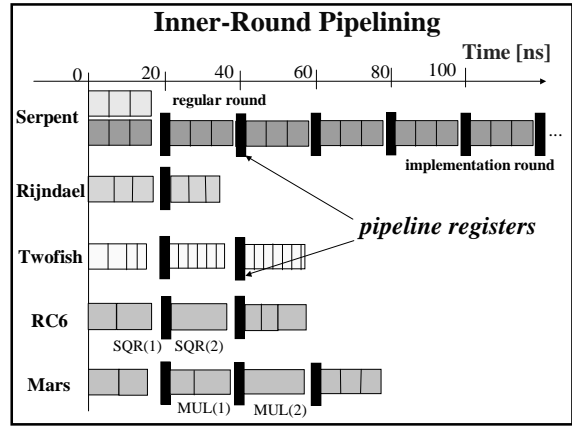 Inner-Round Pipelining
Time [ns]
0 20 40 60 80 100
regular round
Serpent
...
implementation round
Rijndael
pipeline registers
Twofish
RC6
SQR(1) SQR(2)
Mars
MUL(1) MUL(2)